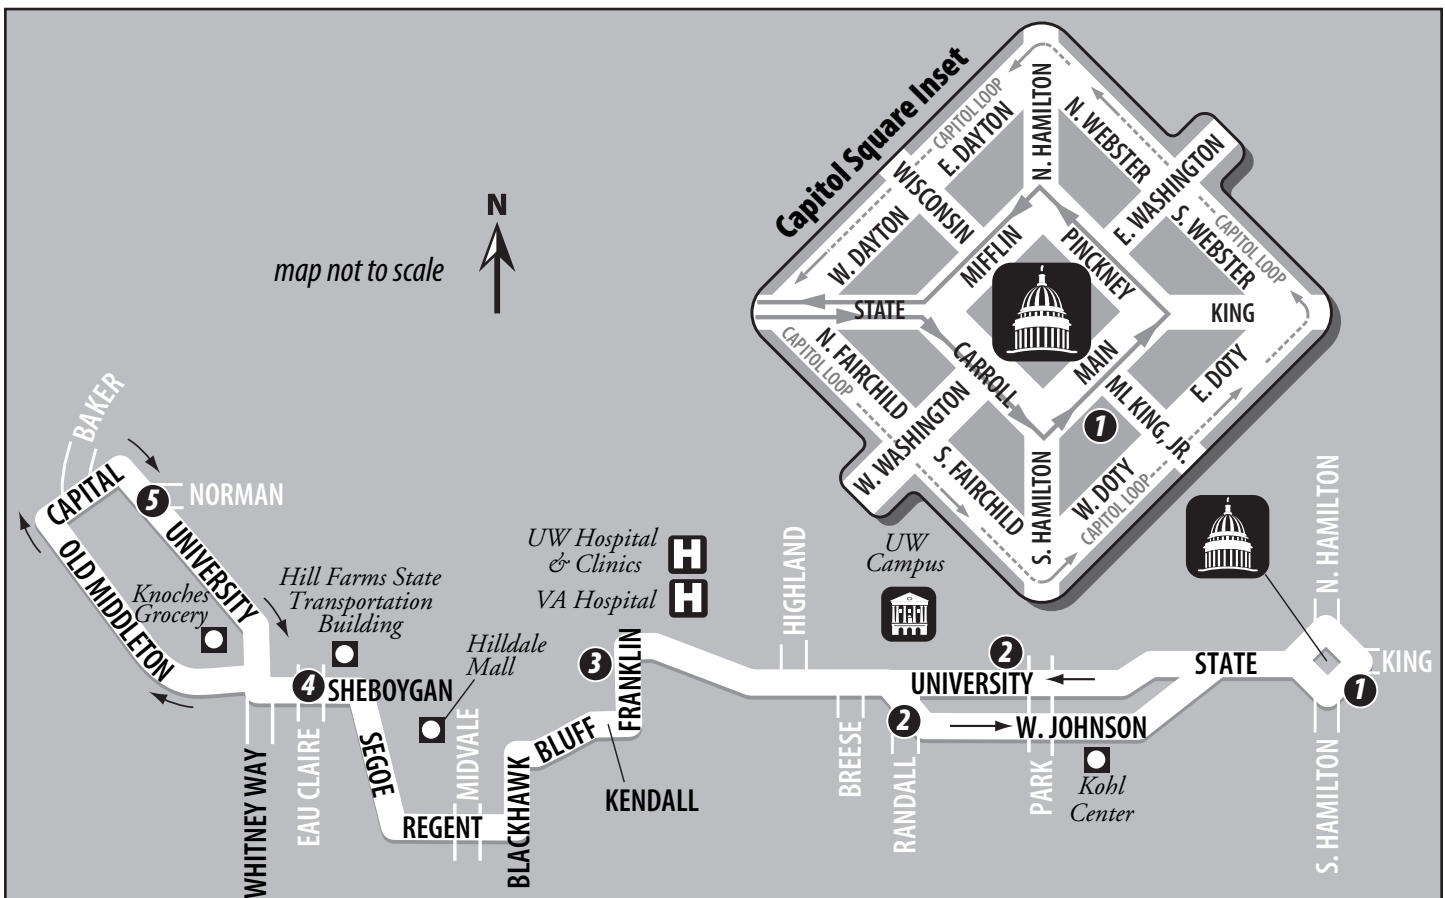 Capitol Square Inset
CAPITOL LOOP
E. DAYTON
N. HAMILTON
N. WEBSTER
E. WASHINGTON
WISCONSIN
W. DAYTON
MIFFLIN
PINCKNEY
S. WEBSTER
CAPITOL LOOP
STATE
KING
N. FAIRCHILD
CAPITOL LOOP
CARROLL
MAIN
ML KING, JR.
E. DOTY
1
W. WASHINGTON
S. FAIRCHILD
S. HAMILTON
W. DOTY
CAPITOL LOOP
N
map not to scale
BAKER
CAPITAL
5
NORMAN
UNIVERSITY
OLD MIDDLETON
Knoches
Grocery
Hill Farms State
Transportation
Building
4
SHEBOYGAN
Hilldale
Mall
WHITNEY WAY
EAU CLAIRE
SEGOE
MIDVALE
REGENT
BLACKHAWK
BLUFF
KENDALL
FRANKLIN
3
UW Hospital
& Clinics
H
VA Hospital
H
HIGHLAND
UW
Campus
2
UNIVERSITY
STATE
2
W. JOHNSON
BREESE
RANDALL
PARK
Kohl
Center
N. HAMILTON
KING
1
S. HAMILTON